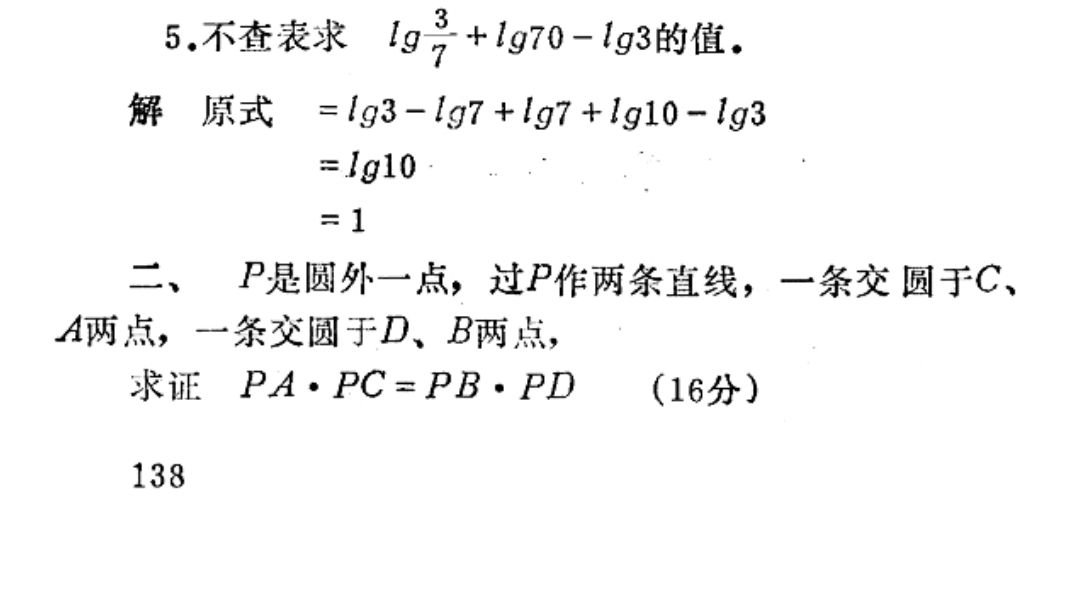 5.不查表求 lg3/7+lg70-lg3的值.
解 原式 =lg3-lg7+lg7+lg10-lg3
=lg10
=1
二、 P是圆外一点，过P作两条直线，一条交圆于C、
A两点，一条交圆于D、B两点，
求证 PA·PC=PB·PD （16分）
138